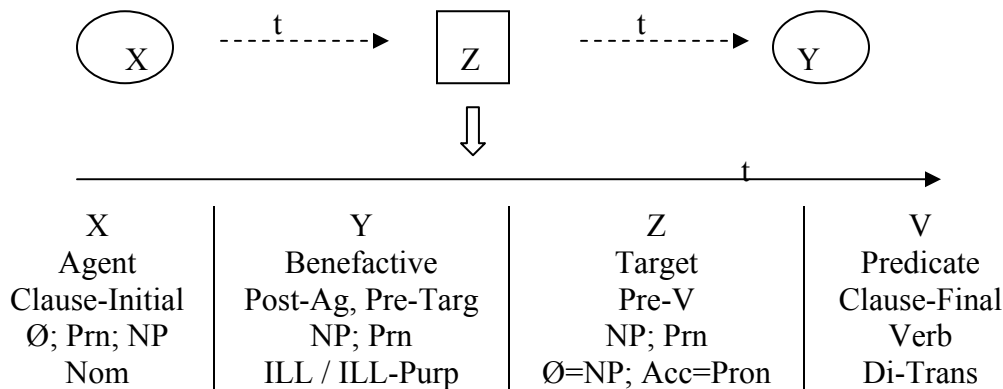 t t
X Z Y
t
X Y Z V
Agent Benefactive Target Predicate
Clause-Initial Post-Ag, Pre-Targ Pre-V Clause-Final
Ø; Prn; NP NP; Prn NP; Prn Verb
Nom ILL / ILL-Purp Ø=NP; Acc=Pron Di-Trans